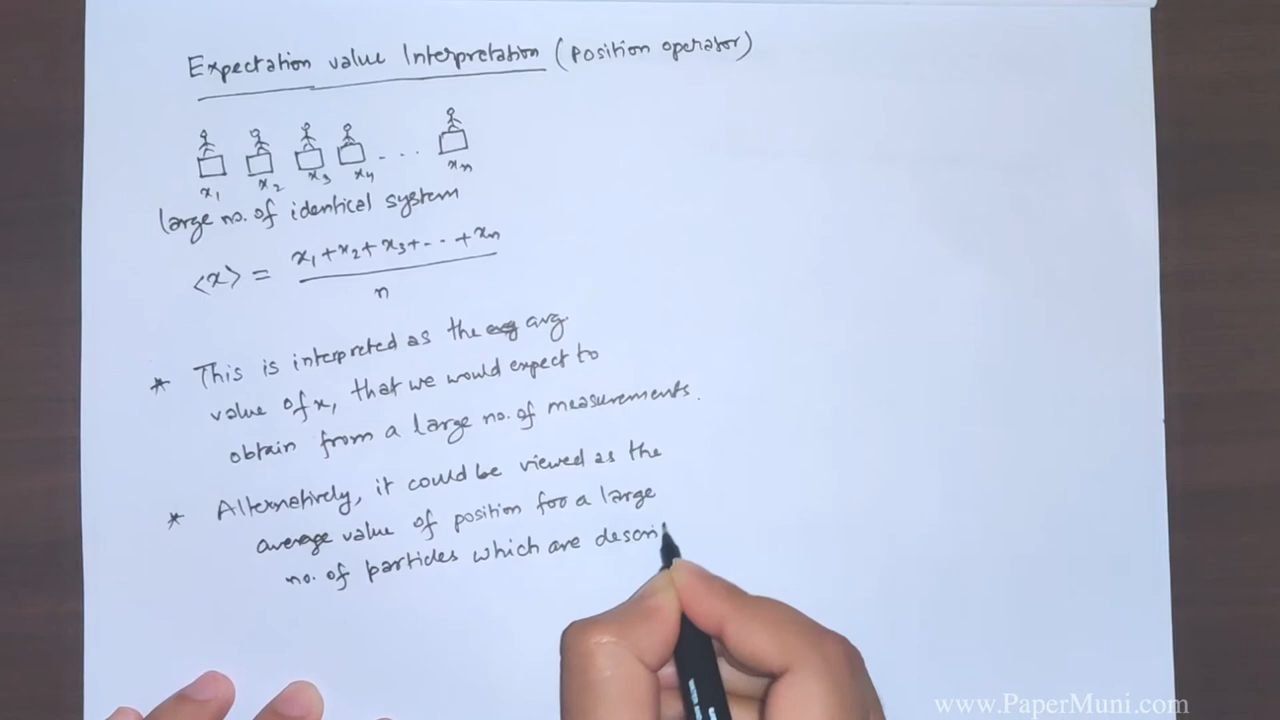 Expectation value Interpretation (position operator)
x₁ x₂ x₃ x₄ ... xₙ
large no. of identical system
⟨x⟩ = x₁+x₂+x₃+...+xₙ
n
* This is interpreted as the avg.
value of x, that we would expect to
obtain from a large no. of measurements.
* Alternatively, it could be viewed as the
average value of position for a large
no. of particles which are descri
www.PaperMuni.com